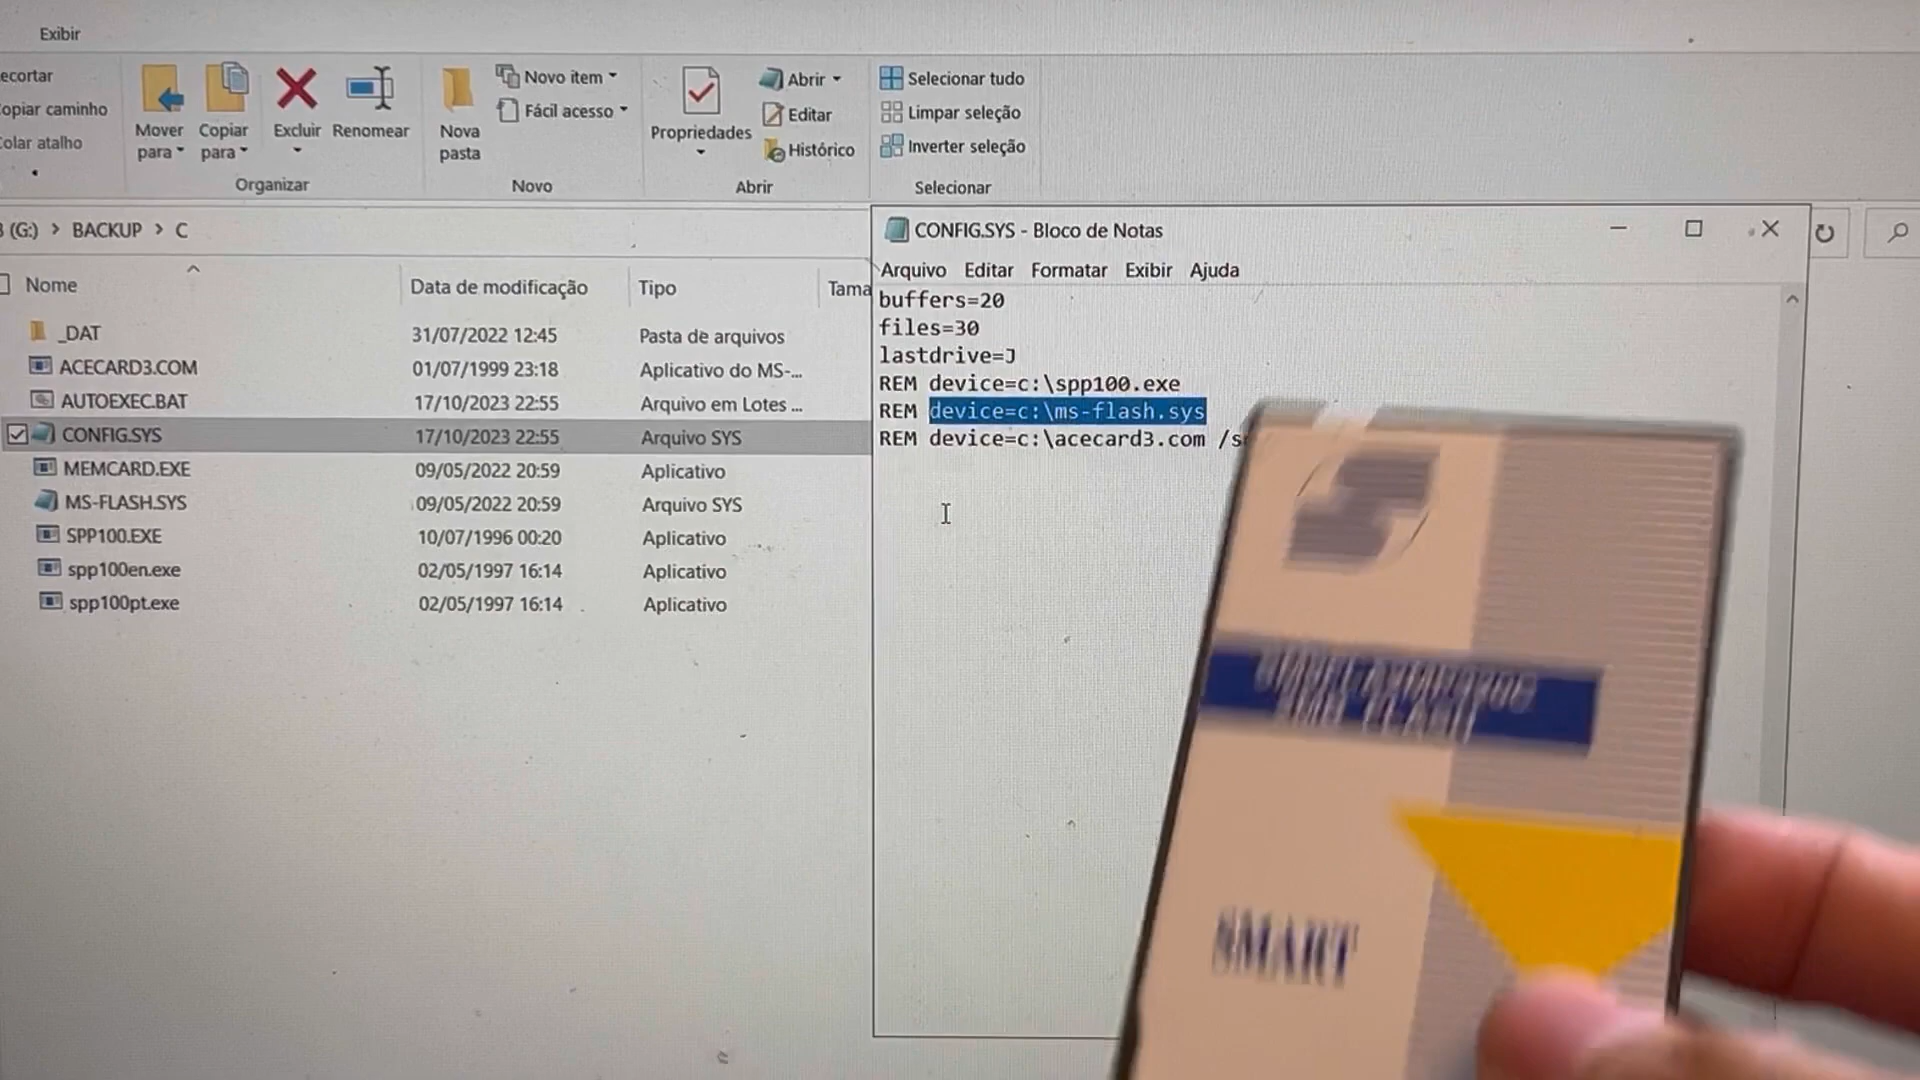 Exibir
ecortar
opiar caminho
olar atalho
Mover para
Copiar para
Excluir
Renomear
Organizar
Nova pasta
Novo item
Fácil acesso
Novo
Propriedades
Abrir
Editar
Histórico
Abrir
Selecionar tudo
Limpar seleção
Inverter seleção
Selecionar
(G:) > BACKUP > C
Nome Data de modificação Tipo Tama
_DAT 31/07/2022 12:45 Pasta de arquivos
ACECARD3.COM 01/07/1999 23:18 Aplicativo do MS-...
AUTOEXEC.BAT 17/10/2023 22:55 Arquivo em Lotes ...
CONFIG.SYS 17/10/2023 22:55 Arquivo SYS
MEMCARD.EXE 09/05/2022 20:59 Aplicativo
MS-FLASH.SYS 09/05/2022 20:59 Arquivo SYS
SPP100.EXE 10/07/1996 00:20 Aplicativo
spp100en.exe 02/05/1997 16:14 Aplicativo
spp100pt.exe 02/05/1997 16:14 Aplicativo
CONFIG.SYS - Bloco de Notas
Arquivo Editar Formatar Exibir Ajuda
buffers=20
files=30
lastdrive=J
REM device=c:\spp100.exe
REM device=c:\ms-flash.sys
REM device=c:\acecard3.com /s
SMART